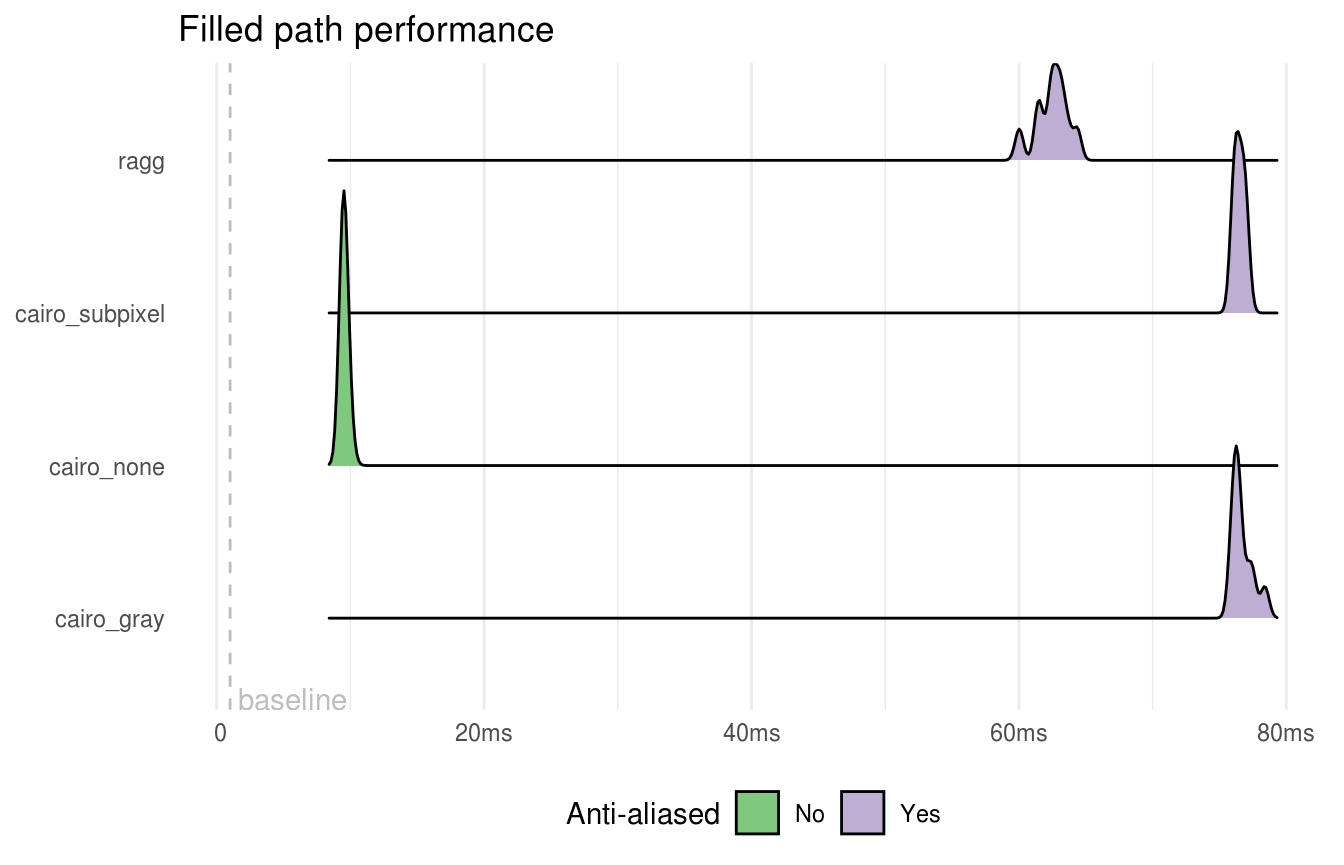 Filled path performance
ragg
cairo_subpixel
cairo_none
cairo_gray
baseline
0 20ms 40ms 60ms 80ms
Anti-aliased No Yes